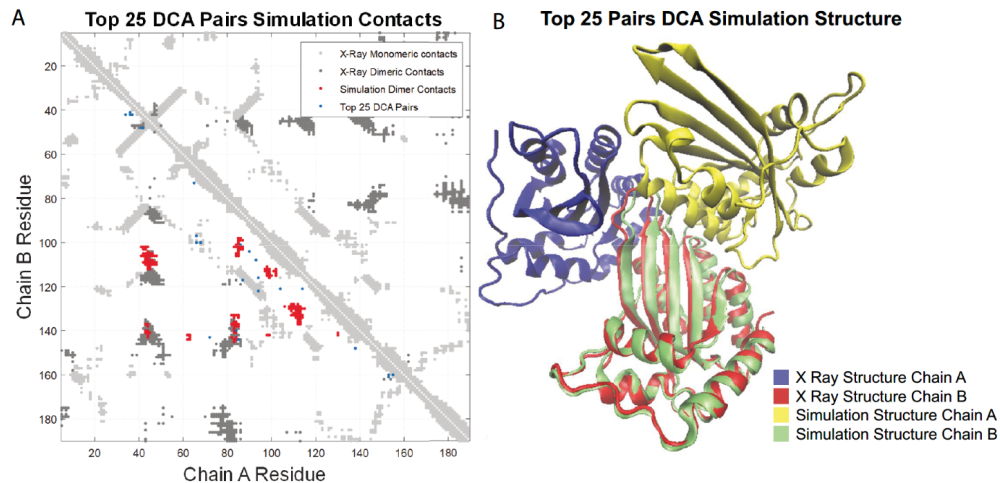 A
Top 25 DCA Pairs Simulation Contacts
X-Ray Monomeric contacts
X-Ray Dimeric Contacts
Simulation Dimer Contacts
Top 25 DCA Pairs
20
40
60
80
100
120
140
160
180
Chain B Residue
20 40 60 80 100 120 140 160 180
Chain A Residue
B
Top 25 Pairs DCA Simulation Structure
X Ray Structure Chain A
X Ray Structure Chain B
Simulation Structure Chain A
Simulation Structure Chain B